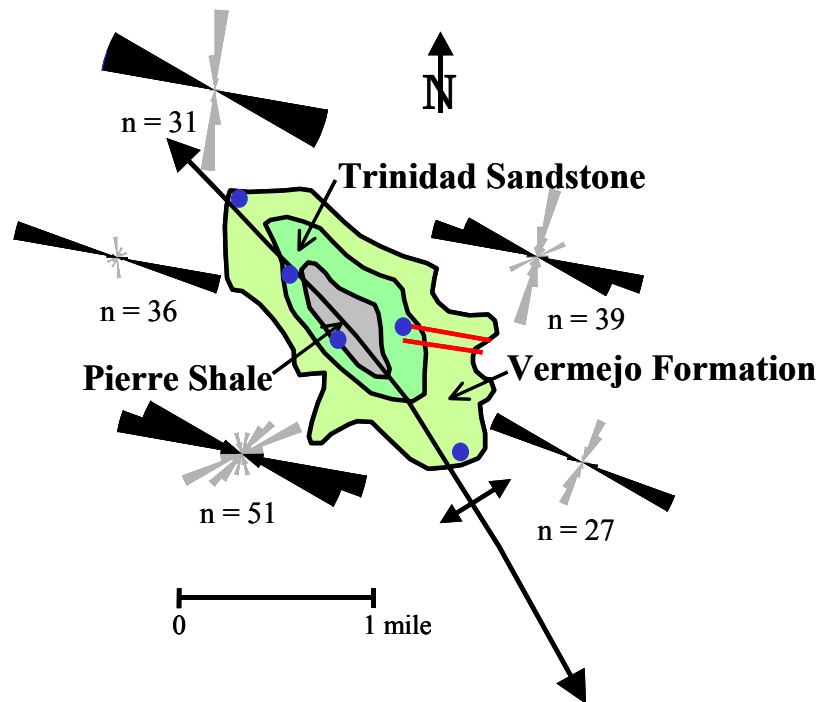 N
n = 31
Trinidad Sandstone
n = 36
n = 39
Pierre Shale
Vermejo Formation
n = 51
n = 27
0
1 mile